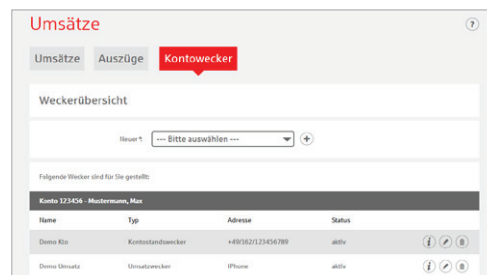 Umsätze
?
Umsätze Auszüge Kontowecker
Weckerübersicht
Neuer*: --- Bitte auswählen --- +
Folgende Wecker sind für Sie gestellt:
Konto 123456 - Mustermann, Max
Name Typ Adresse Status
Demo Kto Kontostandswecker +49/162/123456789 aktiv i
Demo Umsatz Umsatzwecker IPhone aktiv i